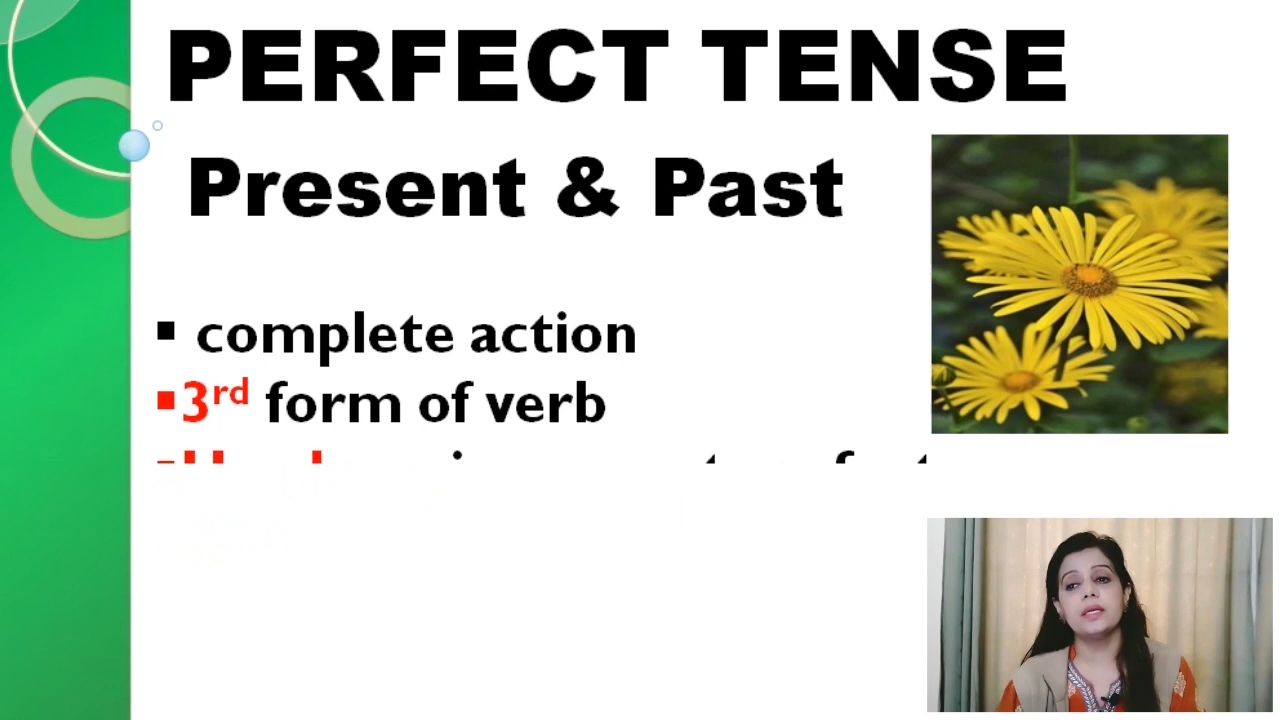 PERFECT TENSE
Present & Past
▪ complete action
▪3rd form of verb